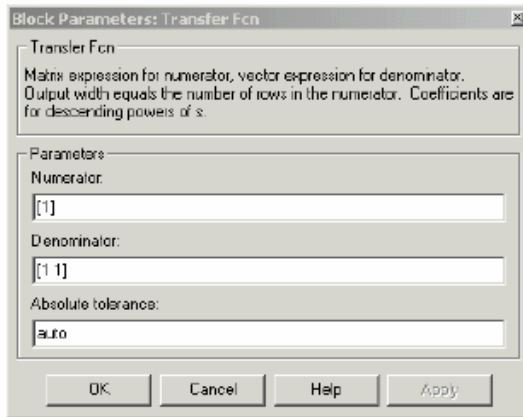 Block Parameters: Transfer Fcn
Transfer Fcn
Matrix expression for numerator, vector expression for denominator.
Output width equals the number of rows in the numerator. Coefficients are
for descending powers of s.
Parameters
Numerator:
[1]
Denominator:
[1 1]
Absolute tolerance:
auto
OK Cancel Help Apply